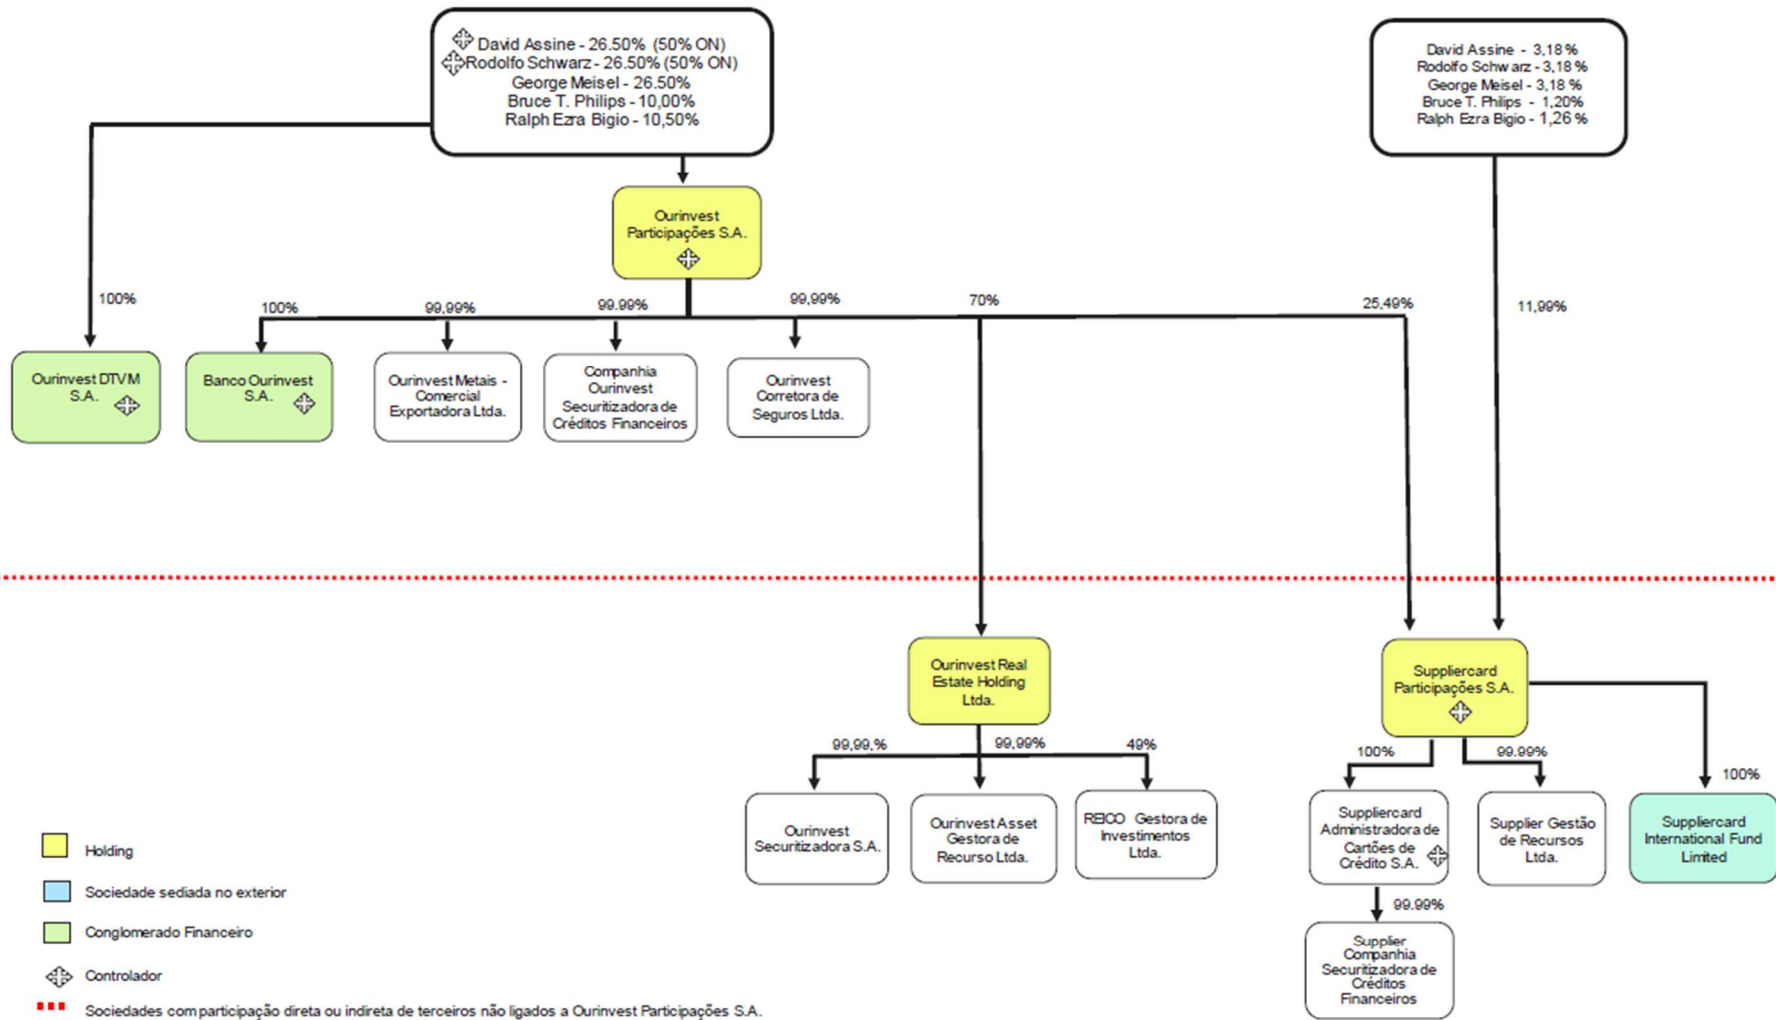 David Assine - 26.50% (50% ON)
Rodolfo Schwarz - 26.50% (50% ON)
George Meisel - 26.50%
Bruce T. Philips - 10,00%
Ralph Ezra Bigio - 10,50%
David Assine - 3,18 %
Rodolfo Schwarz - 3,18 %
George Meisel - 3,18 %
Bruce T. Philips - 1,20%
Ralph Ezra Bigio - 1,26 %
Ourinvest
Participações S.A.
100%
100%
99,99%
99.99%
99,99%
70%
25,49%
11,99%
Ourinvest DTVM
S.A.
Banco Ourinvest
S.A.
Ourinvest Metais -
Comercial
Exportadora Ltda.
Companhia
Ourinvest
Securitizadora de
Créditos Financeiros
Ourinvest
Corretora de
Seguros Ltda.
Ourinvest Real
Estate Holding
Ltda.
Suppliercard
Participações S.A.
99,99,%
99,99%
49%
100%
99.99%
100%
Ourinvest
Securitizadora S.A.
Ourinvest Asset
Gestora de
Recurso Ltda.
REICO Gestora de
Investimentos
Ltda.
Suppliercard
Administradora de
Cartões de
Crédito S.A.
Supplier Gestão
de Recursos
Ltda.
Suppliercard
International Fund
Limited
99.99%
Supplier
Companhia
Securitizadora de
Créditos
Financeiros
Holding
Sociedade sediada no exterior
Conglomerado Financeiro
Controlador
Sociedades com participação direta ou indireta de terceiros não ligados a Ourinvest Participações S.A.